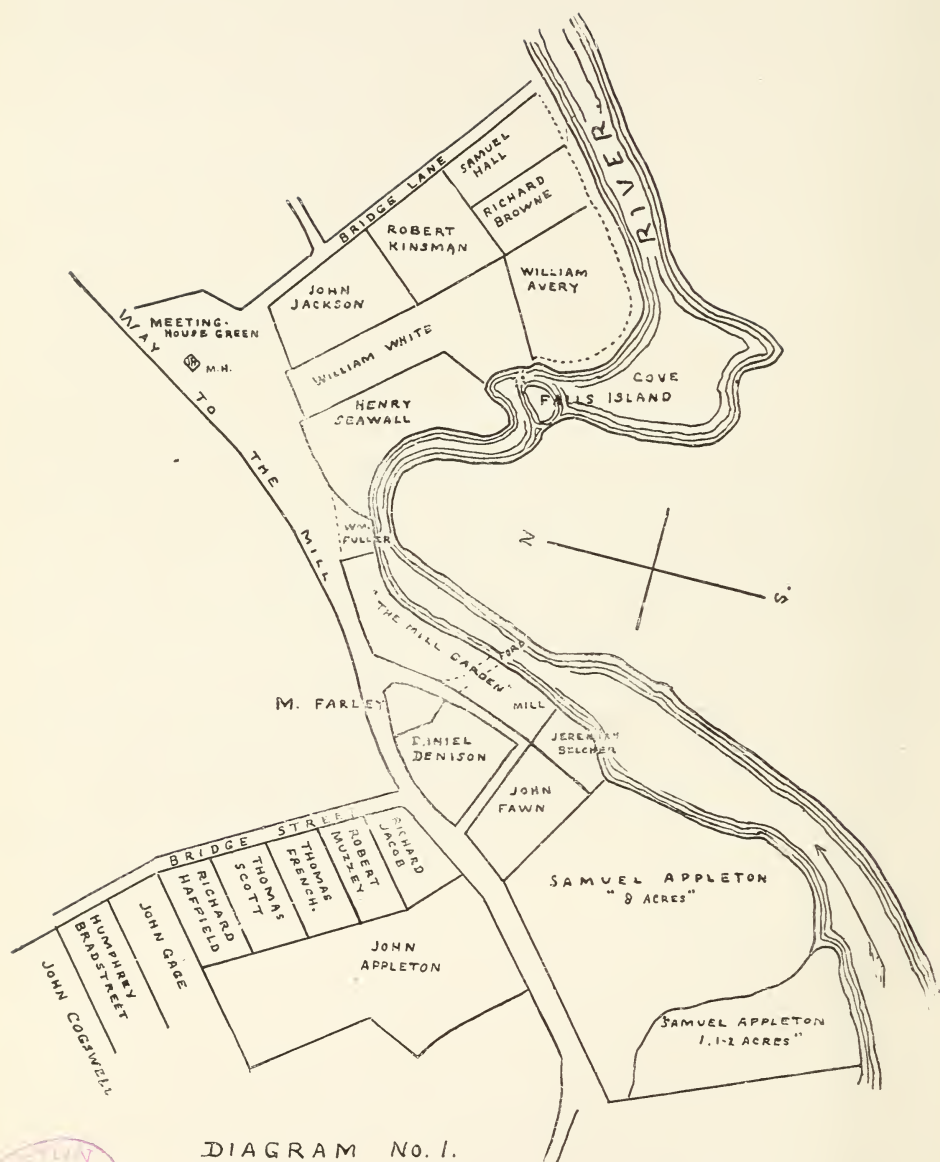 RIVER
BRIDGE LANE
SAMUEL
HALL
RICHARD
BROWNE
ROBERT
KINSMAN
WILLIAM
AVERY
JOHN
JACKSON
MEETING-
HOUSE GREEN
M.H.
WILLIAM WHITE
HENRY
SEAWALL
COVE
FALLS ISLAND
WAY TO THE MILL
WM.
FULLER
N
S.
"THE MILL GARDEN"
FORD
M. FARLEY
MILL
DANIEL
DENISON
JEREMIAH
BELCHER
JOHN
FAWN
BRIDGE STREET
RICHARD
JACOB
ROBERT
MUZZEY
THOMAS
FRENCH.
THOMAS
SCOTT
RICHARD
HAFFIELD
JOHN GAGE
HUMPHREY
BRADSTREET
JOHN COGSWELL
SAMUEL APPLETON
"8 ACRES"
JOHN
APPLETON
SAMUEL APPLETON
1.1-2 ACRES"
DIAGRAM No. 1.